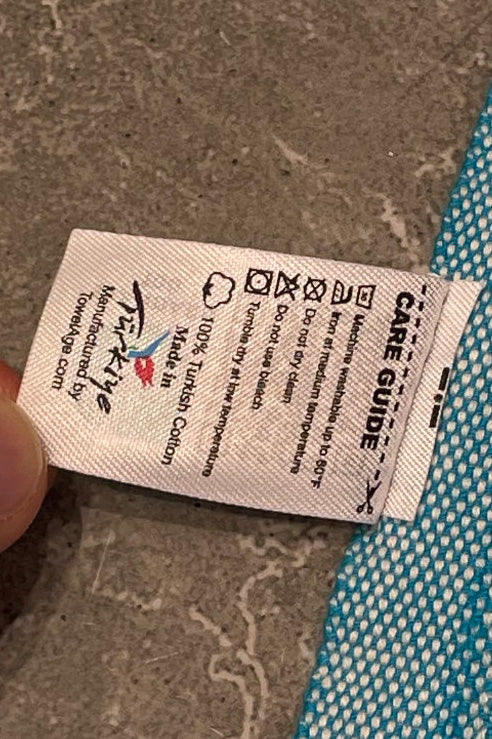 CARE GUIDE
Machine washable up to 80°F
Iron at medium temperature
Do not dry clean
Do not use bleach
Tumble dry at low temperature
100% Turkish Cotton
Made in
Türkiye
Manufactured by
TowelAge.com